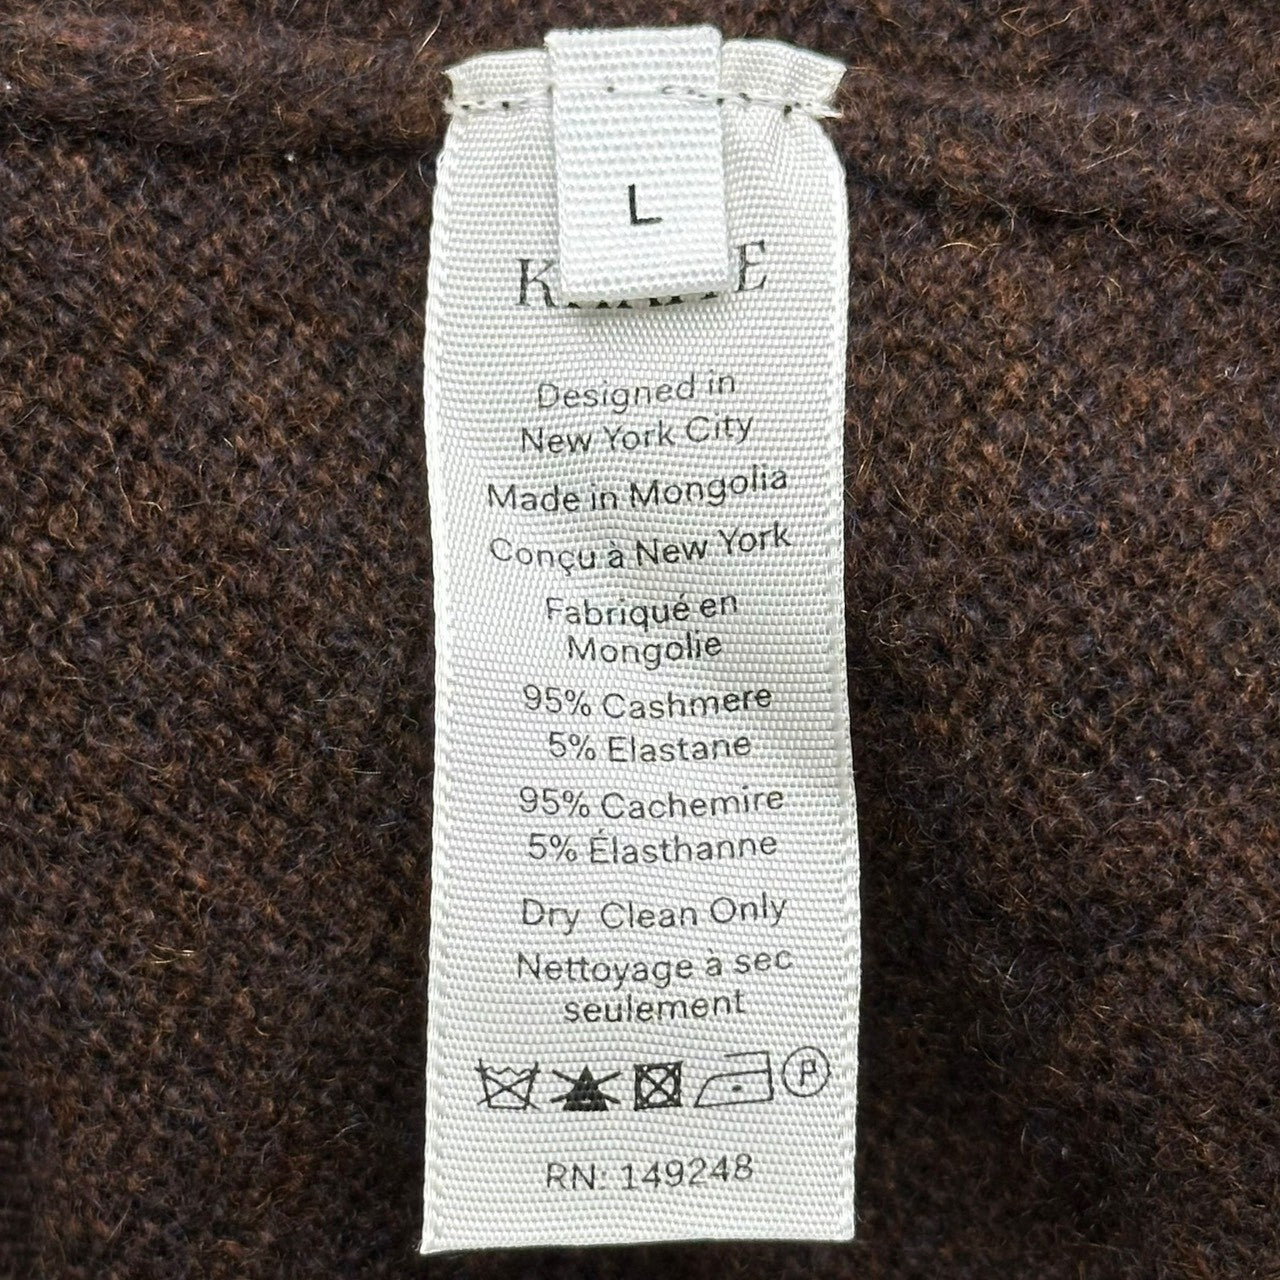 L
Designed in
New York City
Made in Mongolia
Conçu à New York
Fabriqué en
Mongolie
95% Cashmere
5% Elastane
95% Cachemire
5% Élasthanne
Dry Clean Only
Nettoyage à sec
seulement
P
RN: 149248